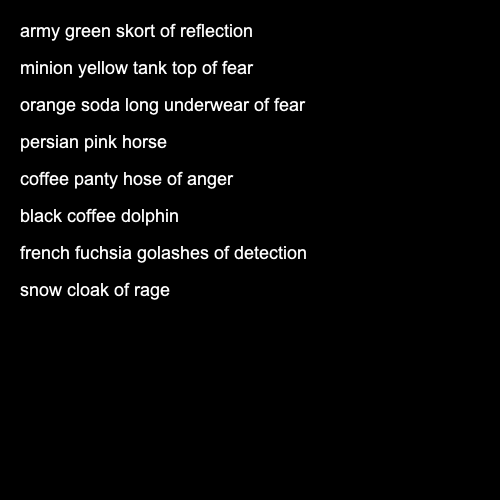 army green skort of reflection
minion yellow tank top of fear
orange soda long underwear of fear
persian pink horse
coffee panty hose of anger
black coffee dolphin
french fuchsia golashes of detection
snow cloak of rage